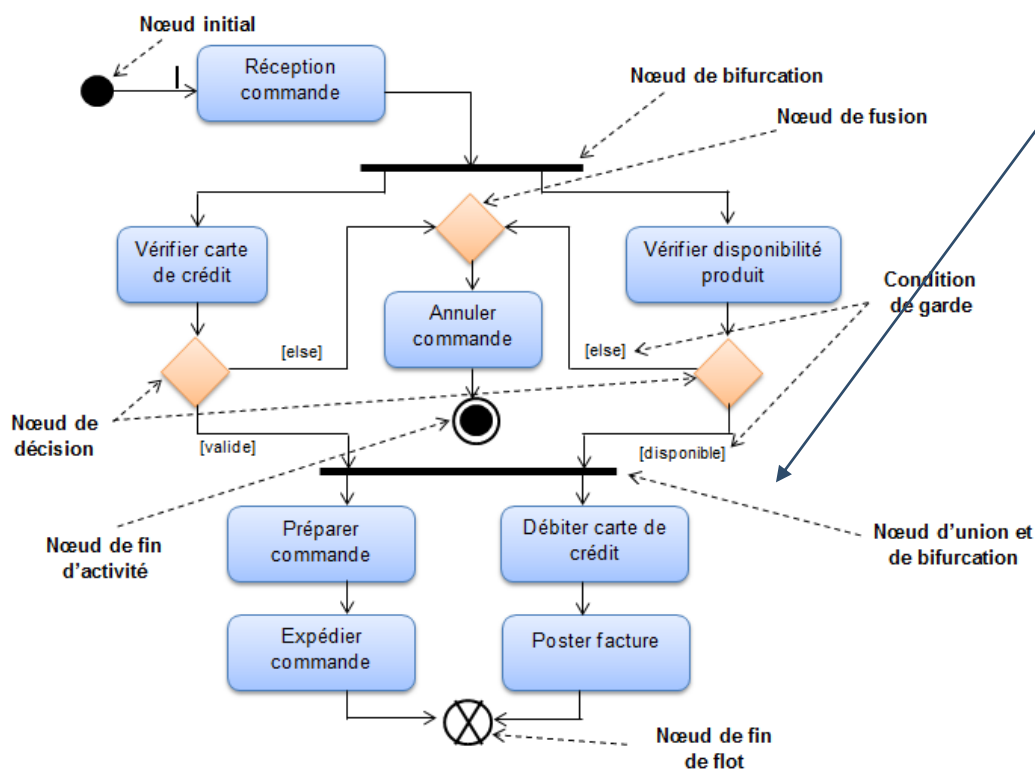 Nœud initial
Réception
commande
Nœud de bifurcation
Nœud de fusion
Vérifier carte
de crédit
Vérifier disponibilité
produit
Condition
de garde
Annuler
commande
[else]
[else]
Nœud de
décision
[valide]
[disponible]
Nœud de fin
d'activité
Préparer
commande
Débiter carte de
crédit
Nœud d'union et
de bifurcation
Expédier
commande
Poster facture
Nœud de fin
de flot